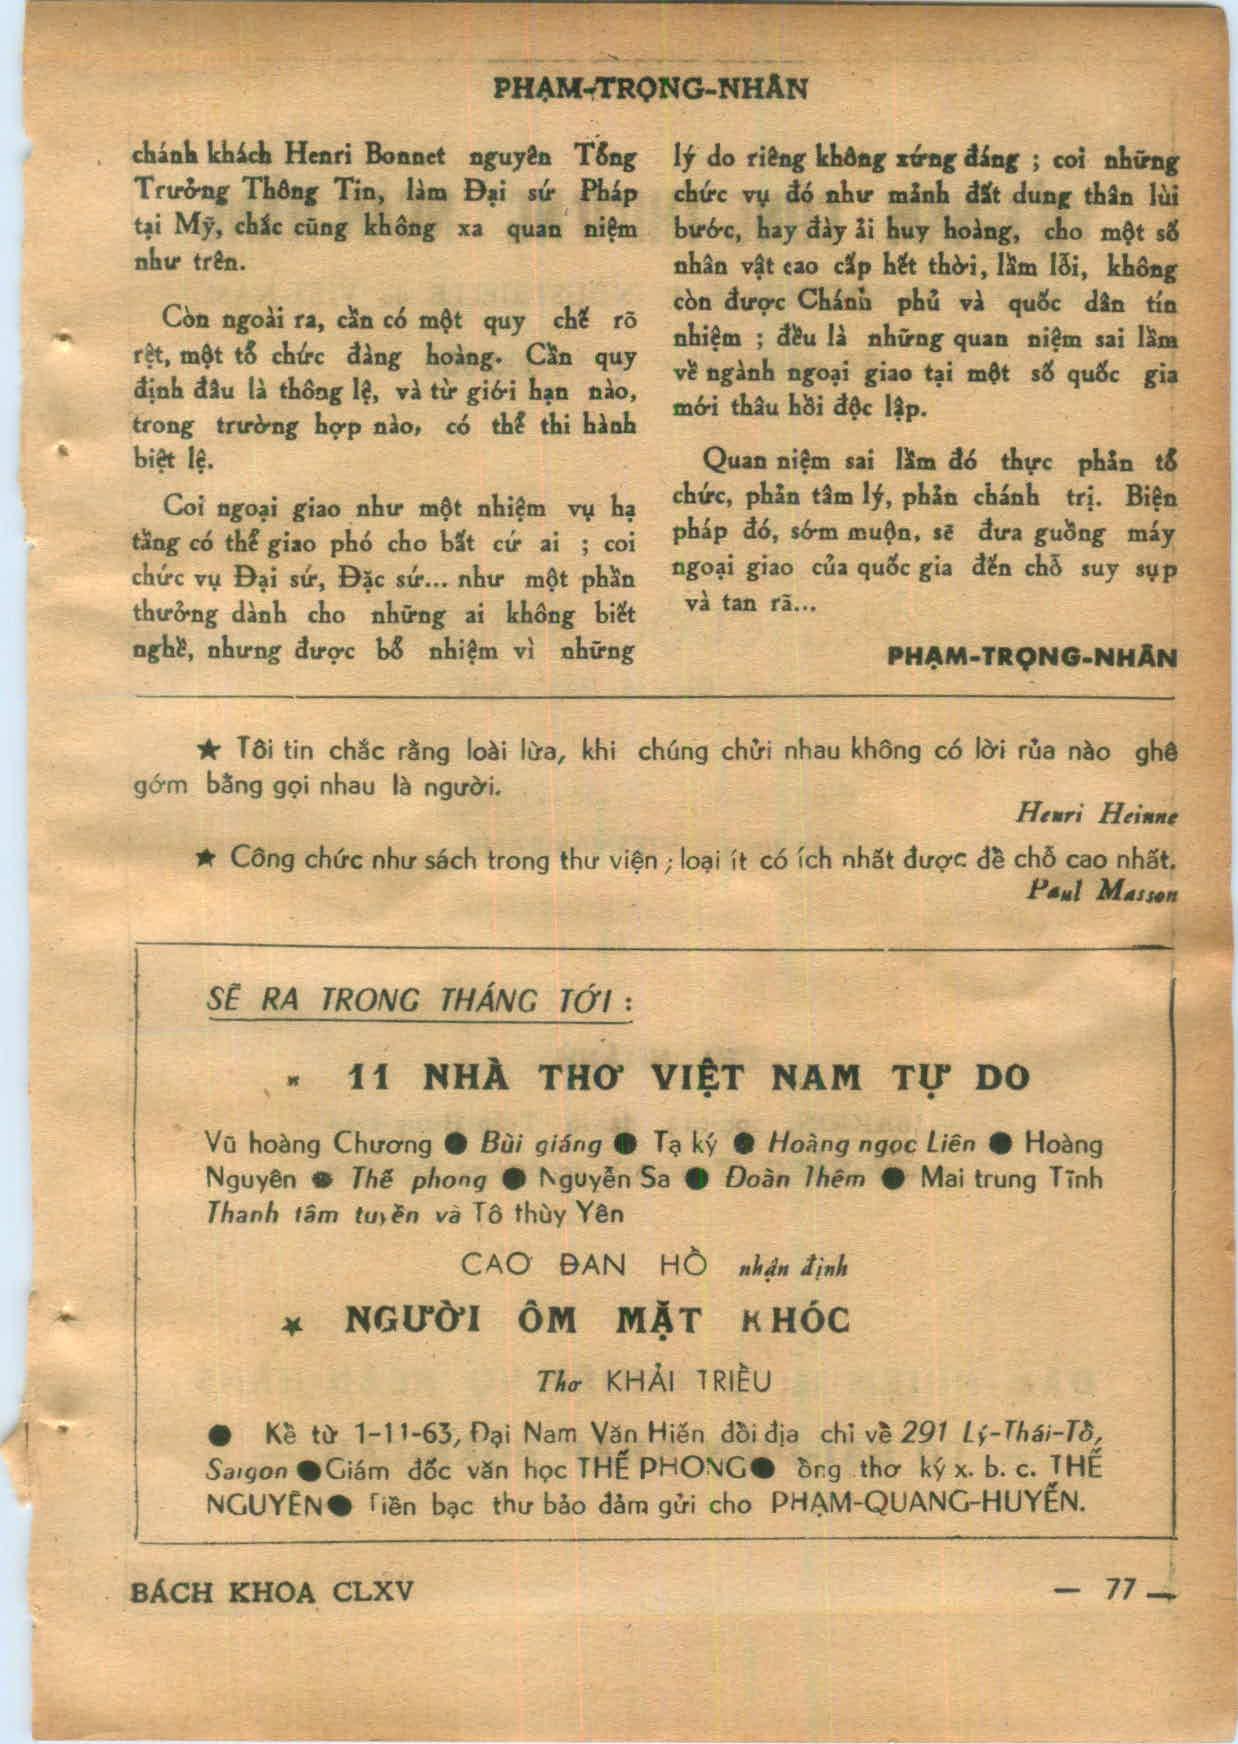 PHẠM-TRỌNG-NHÂN
chánh khách Henri Bonnet nguyên Tổng
Trưởng Thông Tin, làm Đại sứ Pháp
tại Mỹ, chắc cũng không xa quan niệm
như trên.
Còn ngoài ra, cần có một quy chế rõ
rệt, một tổ chức đàng hoàng. Cần quy
định đâu là thông lệ, và từ giới hạn nào,
trong trường hợp nào, có thể thi hành
biệt lệ.
Coi ngoại giao như một nhiệm vụ hạ
tầng có thể giao phó cho bất cứ ai ; coi
chức vụ Đại sứ, Đặc sứ... như một phần
thưởng dành cho những ai không biết
nghề, nhưng được bổ nhiệm vì những
lý do riêng không xứng đáng ; coi những
chức vụ đó như mảnh đất dung thân lùi
bước, hay đày ải huy hoàng, cho một số
nhân vật cao cấp hết thời, lầm lỗi, không
còn được Chánh phủ và quốc dân tín
nhiệm ; đều là những quan niệm sai lầm
về ngành ngoại giao tại một số quốc gia
mới thâu hồi độc lập.
Quan niệm sai lầm đó thực phản tổ
chức, phản tâm lý, phản chánh trị. Biện
pháp đó, sớm muộn, sẽ đưa guồng máy
ngoại giao của quốc gia đến chỗ suy sụp
và tan rã...
PHẠM-TRỌNG-NHÂN
★ Tôi tin chắc rằng loài lừa, khi chúng chửi nhau không có lời rủa nào ghê
gớm bằng gọi nhau là người.
Henri Heinne
★ Công chức như sách trong thư viện ; loại ít có ích nhất được để chỗ cao nhất.
Paul Masson
SẼ RA TRONG THÁNG TỚI :
★ 11 NHÀ THƠ VIỆT NAM TỰ DO
Vũ hoàng Chương ● Bùi giáng ● Tạ ký ● Hoàng ngọc Liên ● Hoàng
Nguyên ● Thế phong ● Nguyễn Sa ● Đoàn Thêm ● Mai trung Tĩnh
Thanh tâm tuyền và Tô thùy Yên
CAO ĐAN HỒ nhận định
★ NGƯỜI ÔM MẶT KHÓC
Thơ KHẢI TRIỀU
● Kể từ 1-11-63, Đại Nam Văn Hiến đổi địa chỉ về 291 Lý-Thái-Tổ,
Saigon ● Giám đốc văn học THẾ PHONG ● ổng thơ ký x. b. c. THẾ
NGUYÊN ● Tiền bạc thư bảo đảm gửi cho PHẠM-QUANG-HUYẾN.
BÁCH KHOA CLXV
— 77 —